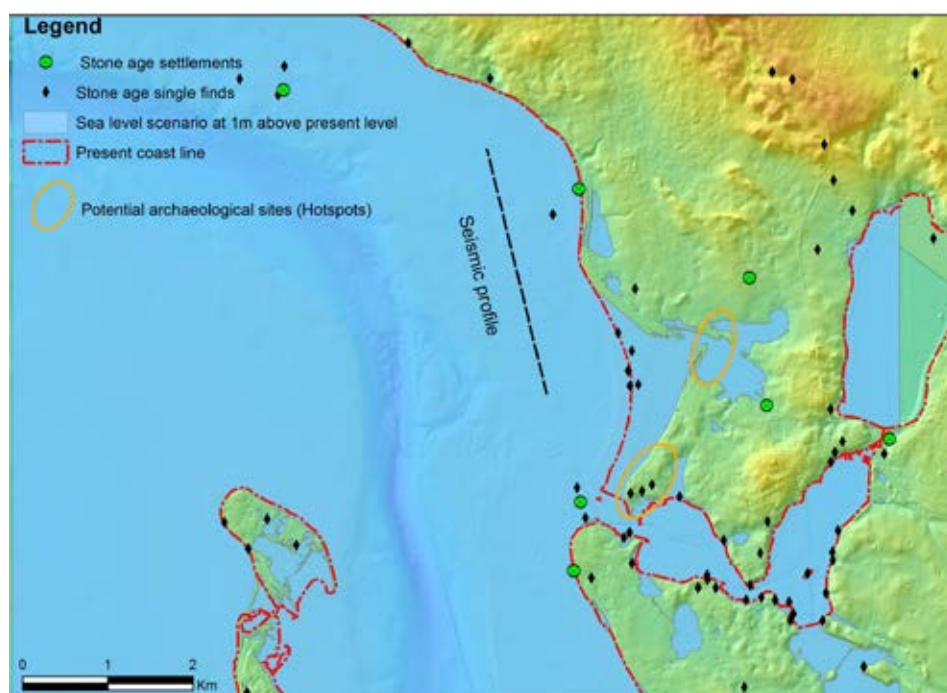 Legend
Stone age settlements
Stone age single finds
Sea level scenario at 1m above present level
Present coast line
Potential archaeological sites (Hotspots)
Seismic profile
0 1 2
Km